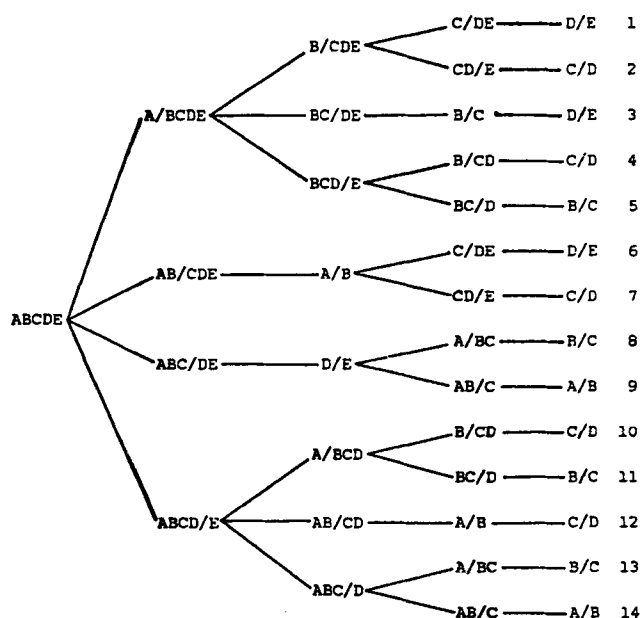 C/DE D/E 1
B/CDE
CD/E C/D 2
A/BCDE BC/DE B/C D/E 3
B/CD C/D 4
BCD/E
BC/D B/C 5
C/DE D/E 6
AB/CDE A/B
CD/E C/D 7
ABCDE
A/BC B/C 8
ABC/DE D/E
AB/C A/B 9
B/CD C/D 10
A/BCD
BC/D B/C 11
ABCD/E AB/CD A/B C/D 12
A/BC B/C 13
ABC/D
AB/C A/B 14